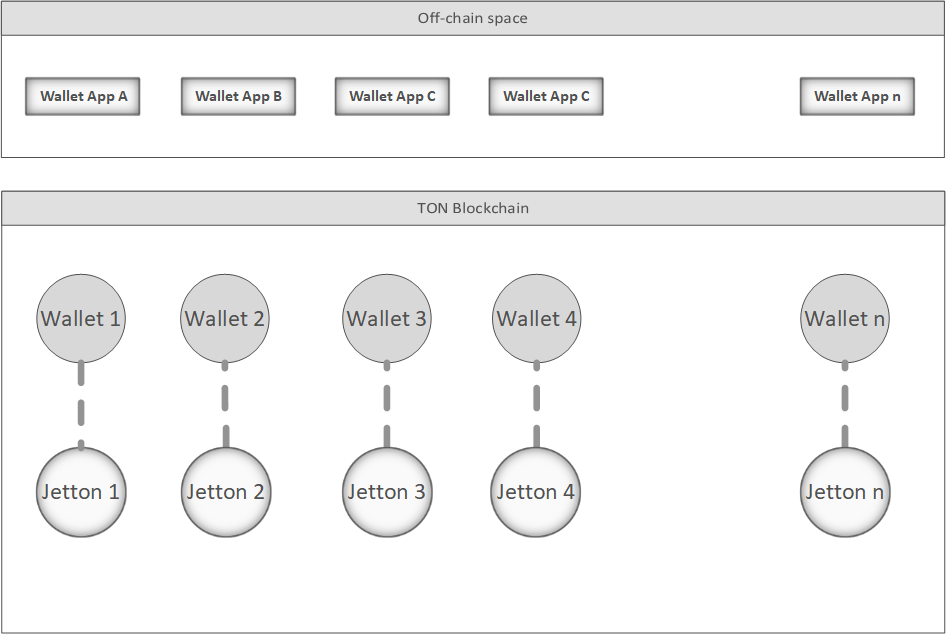 Off-chain space
Wallet App A
Wallet App B
Wallet App C
Wallet App C
Wallet App n
TON Blockchain
Wallet 1
Wallet 2
Wallet 3
Wallet 4
Wallet n
Jetton 1
Jetton 2
Jetton 3
Jetton 4
Jetton n